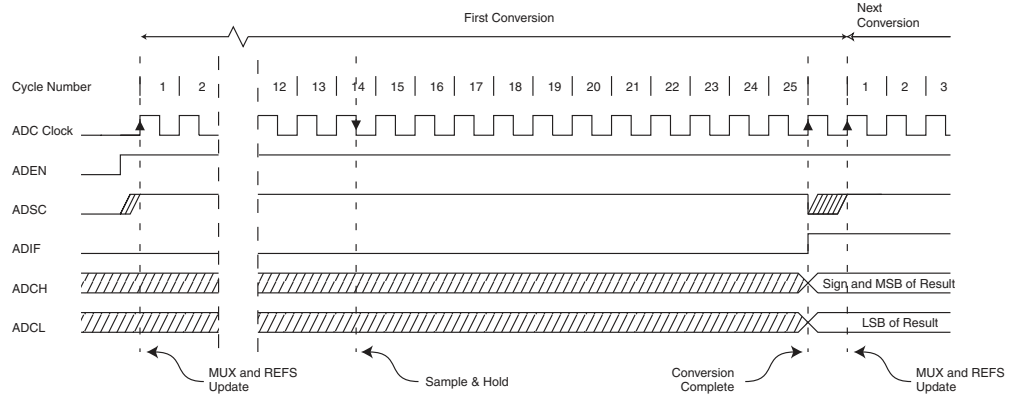 First Conversion
Next
Conversion
Cycle Number 1 2 12 13 14 15 16 17 18 19 20 21 22 23 24 25 1 2 3
ADC Clock
ADEN
ADSC
ADIF
ADCH Sign and MSB of Result
ADCL LSB of Result
MUX and REFS
Update
Sample & Hold
Conversion
Complete
MUX and REFS
Update